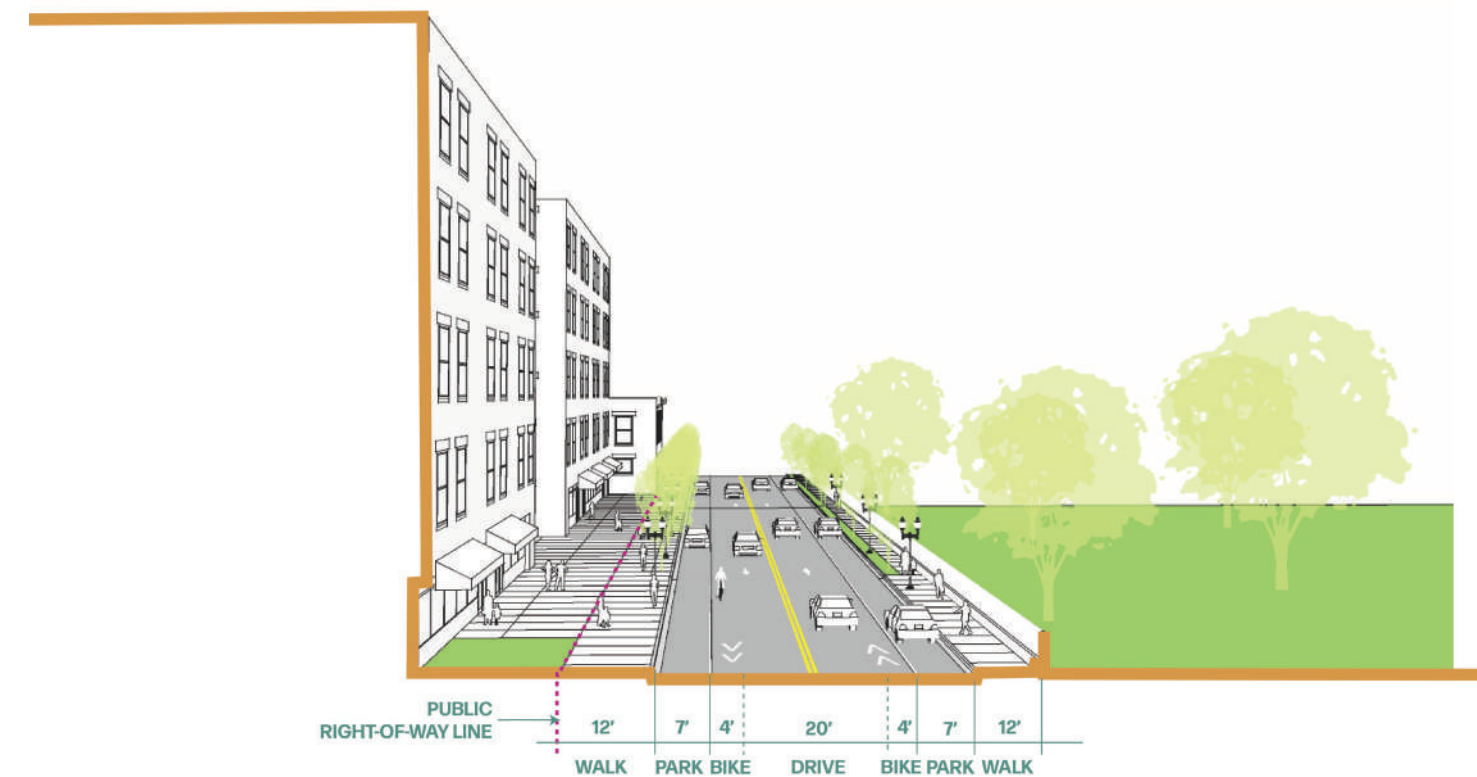 PUBLIC
RIGHT-OF-WAY LINE
12' 7' 4' 20' 4' 7' 12'
WALK PARK BIKE DRIVE BIKE PARK WALK